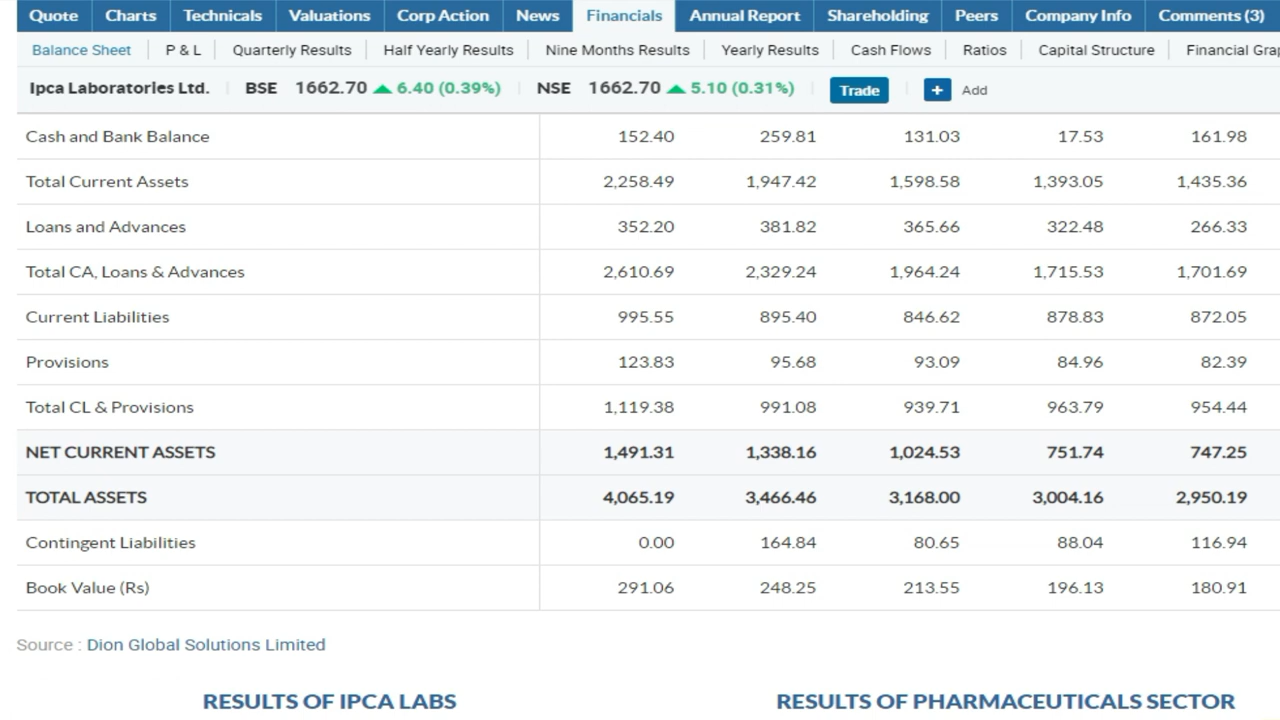 Quote Charts Technicals Valuations Corp Action News Financials Annual Report Shareholding Peers Company Info Comments (3)
Balance Sheet P & L Quarterly Results Half Yearly Results Nine Months Results Yearly Results Cash Flows Ratios Capital Structure Financial Grap
Ipca Laboratories Ltd. BSE 1662.70 6.40 (0.39%) NSE 1662.70 5.10 (0.31%) Trade + Add
Cash and Bank Balance 152.40 259.81 131.03 17.53 161.98
Total Current Assets 2,258.49 1,947.42 1,598.58 1,393.05 1,435.36
Loans and Advances 352.20 381.82 365.66 322.48 266.33
Total CA, Loans & Advances 2,610.69 2,329.24 1,964.24 1,715.53 1,701.69
Current Liabilities 995.55 895.40 846.62 878.83 872.05
Provisions 123.83 95.68 93.09 84.96 82.39
Total CL & Provisions 1,119.38 991.08 939.71 963.79 954.44
NET CURRENT ASSETS 1,491.31 1,338.16 1,024.53 751.74 747.25
TOTAL ASSETS 4,065.19 3,466.46 3,168.00 3,004.16 2,950.19
Contingent Liabilities 0.00 164.84 80.65 88.04 116.94
Book Value (Rs) 291.06 248.25 213.55 196.13 180.91
Source : Dion Global Solutions Limited
RESULTS OF IPCA LABS RESULTS OF PHARMACEUTICALS SECTOR